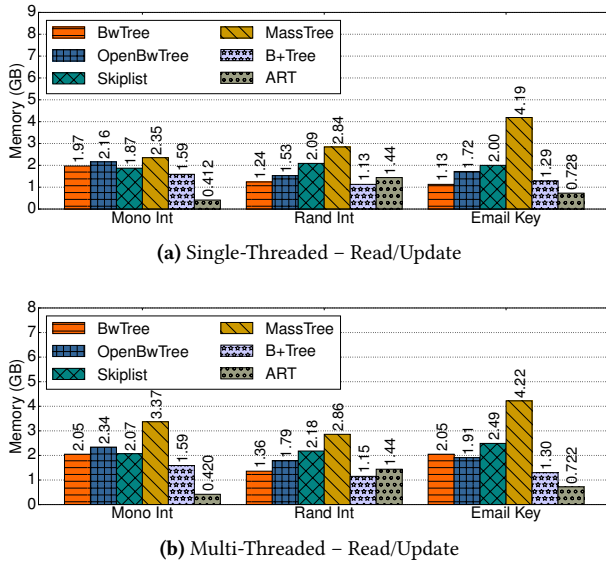 9
8
7
6
5
4
3
2
1
0
Memory (GB)
BwTree
OpenBwTree
Skiplist
MassTree
B+Tree
ART
1.97
2.16
1.87
2.35
1.59
0.412
1.24
1.53
2.09
2.84
1.13
1.44
1.13
1.72
2.00
4.19
1.29
0.728
Mono Int
Rand Int
Email Key
(a) Single-Threaded – Read/Update
8
7
6
5
4
3
2
1
0
Memory (GB)
BwTree
OpenBwTree
Skiplist
MassTree
B+Tree
ART
2.05
2.34
2.07
3.37
1.59
0.420
1.36
1.79
2.18
2.86
1.15
1.44
2.05
1.91
2.49
4.22
1.30
0.722
Mono Int
Rand Int
Email Key
(b) Multi-Threaded – Read/Update